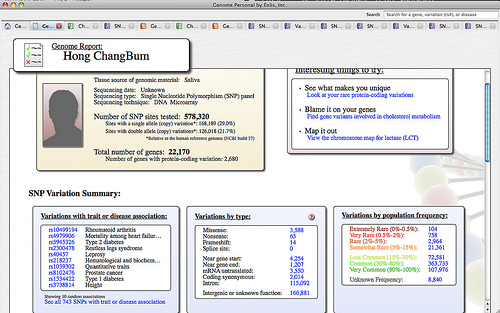 Genome Personal by Enlis, Inc.
Search
Search for a gene, variation (rs#), or disease
Genome Report:
Hong ChangBum
Tissue source of genomic material: Saliva
Sequencing date: Unknown
Sequencing type: Single Nucleotide Polymorphism (SNP) panel
Sequencing technique: DNA Microarray
Number of SNP sites tested: 578,320
Sites with a single allele (copy) variation*: 168,189 (29.0%)
Sites with double allele (copy) variation*: 126,018 (21.7%)
*Relative to the human reference genome (NCBI build 37)
Total number of genes: 22,170
Number of genes with protein-coding variation: 2,680
Interesting things to try:
- See what makes you unique
Look at your rare protein-coding variations
- Blame it on your genes
Find gene variants involved in cholesterol metabolism
- Map it out
View the chromosome map for lactase (LCT)
SNP Variation Summary:
Variations with trait or disease association:
rs10499194 Rheumatoid arthritis
rs4979906 Mortality among heart failur...
rs5945326 Type 2 diabetes
rs2300478 Restless legs syndrome
rs40457 Leprosy
rs218237 Hematological and biochem...
rs1039302 Quantitative traits
rs8102476 Prostate cancer
rs1534422 Type 1 diabetes
rs3738814 Height
Showing 10 random associations
See all 743 SNPs with trait or disease association
Variations by type:
Missense: 3,588
Nonsense: 65
Frameshift: 14
Splice site: 0
Near gene start: 4,254
Near gene end: 1,207
mRNA untranslated: 3,550
Coding synonymous: 2,014
Intron: 115,092
Intergenic or unknown function: 166,881
Variations by population frequency:
Extremely Rare (0%-0.5%): 104
Very Rare (0.5%-2%): 758
Rare (2%-5%): 2,964
Somewhat Rare (5%-15%): 21,361
Less Common (15%-30%): 72,581
Common (30%-80%): 363,733
Very Common (80%-100%): 107,976
Unknown Frequency: 8,840